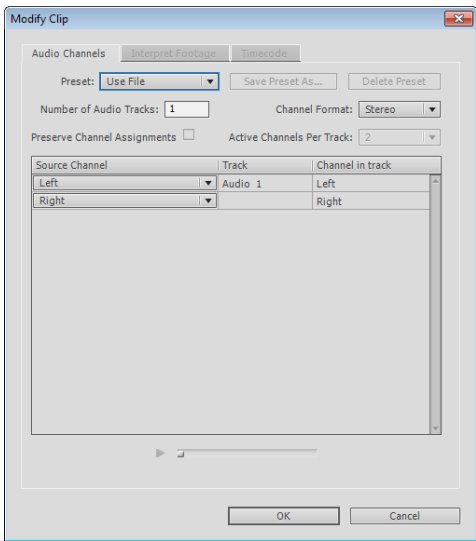 Modify Clip
Audio Channels Interpret Footage Timecode
Preset: Use File Save Preset As... Delete Preset
Number of Audio Tracks: 1 Channel Format: Stereo
Preserve Channel Assignments Active Channels Per Track: 2
Source Channel Track Channel in track
Left Audio 1 Left
Right Right
OK Cancel